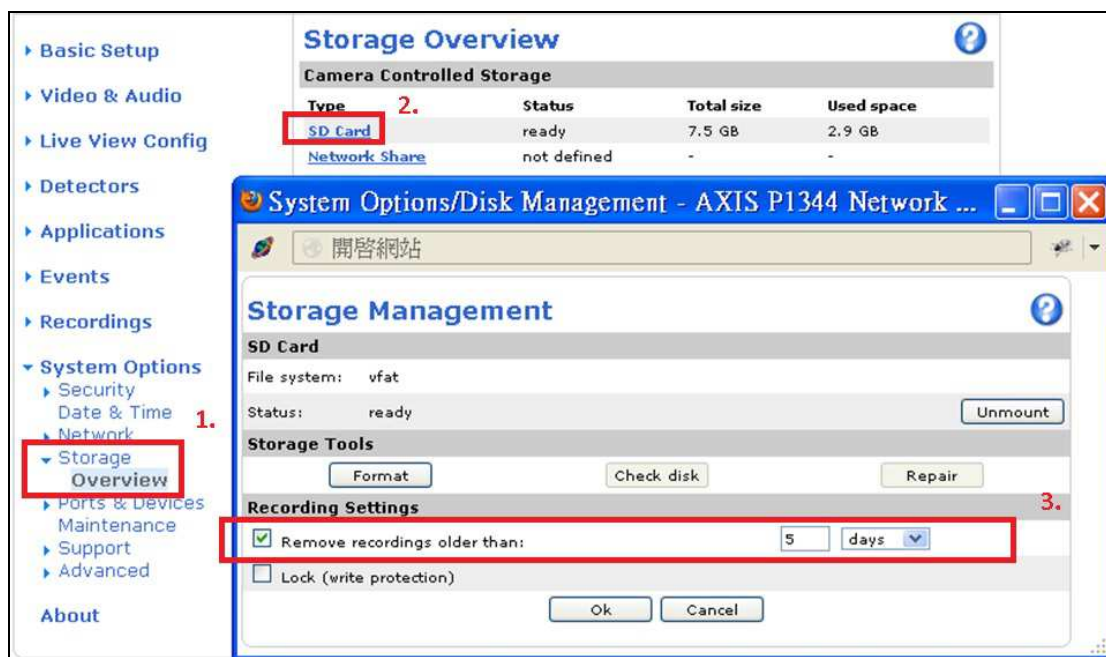 Basic Setup
Video & Audio
Live View Config
Detectors
Applications
Events
Recordings
System Options
Security
Date & Time
1.
Network
Storage
Overview
Ports & Devices
Maintenance
Support
Advanced
About
Storage Overview
Camera Controlled Storage
Type 2. Status Total size Used space
SD Card ready 7.5 GB 2.9 GB
Network Share not defined - -
System Options/Disk Management - AXIS P1344 Network ...
開啓網站
Storage Management
SD Card
File system: vfat
Status: ready Unmount
Storage Tools
Format Check disk Repair
Recording Settings 3.
Remove recordings older than: 5 days
Lock (write protection)
Ok Cancel